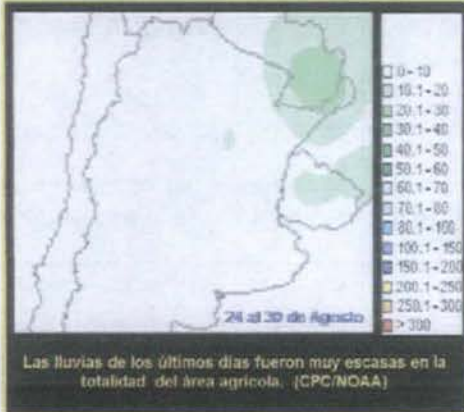 0 - 10
10.1 - 20
20.1 - 30
30.1 - 40
40.1 - 50
50.1 - 60
60.1 - 70
70.1 - 80
80.1 - 100
100.1 - 150
150.1 - 200
200.1 - 250
250.1 - 300
> 300
24 al 30 de Agosto
Las lluvias de los últimos días fueron muy escasas en la
totalidad del área agrícola. (CPC/NOAA)